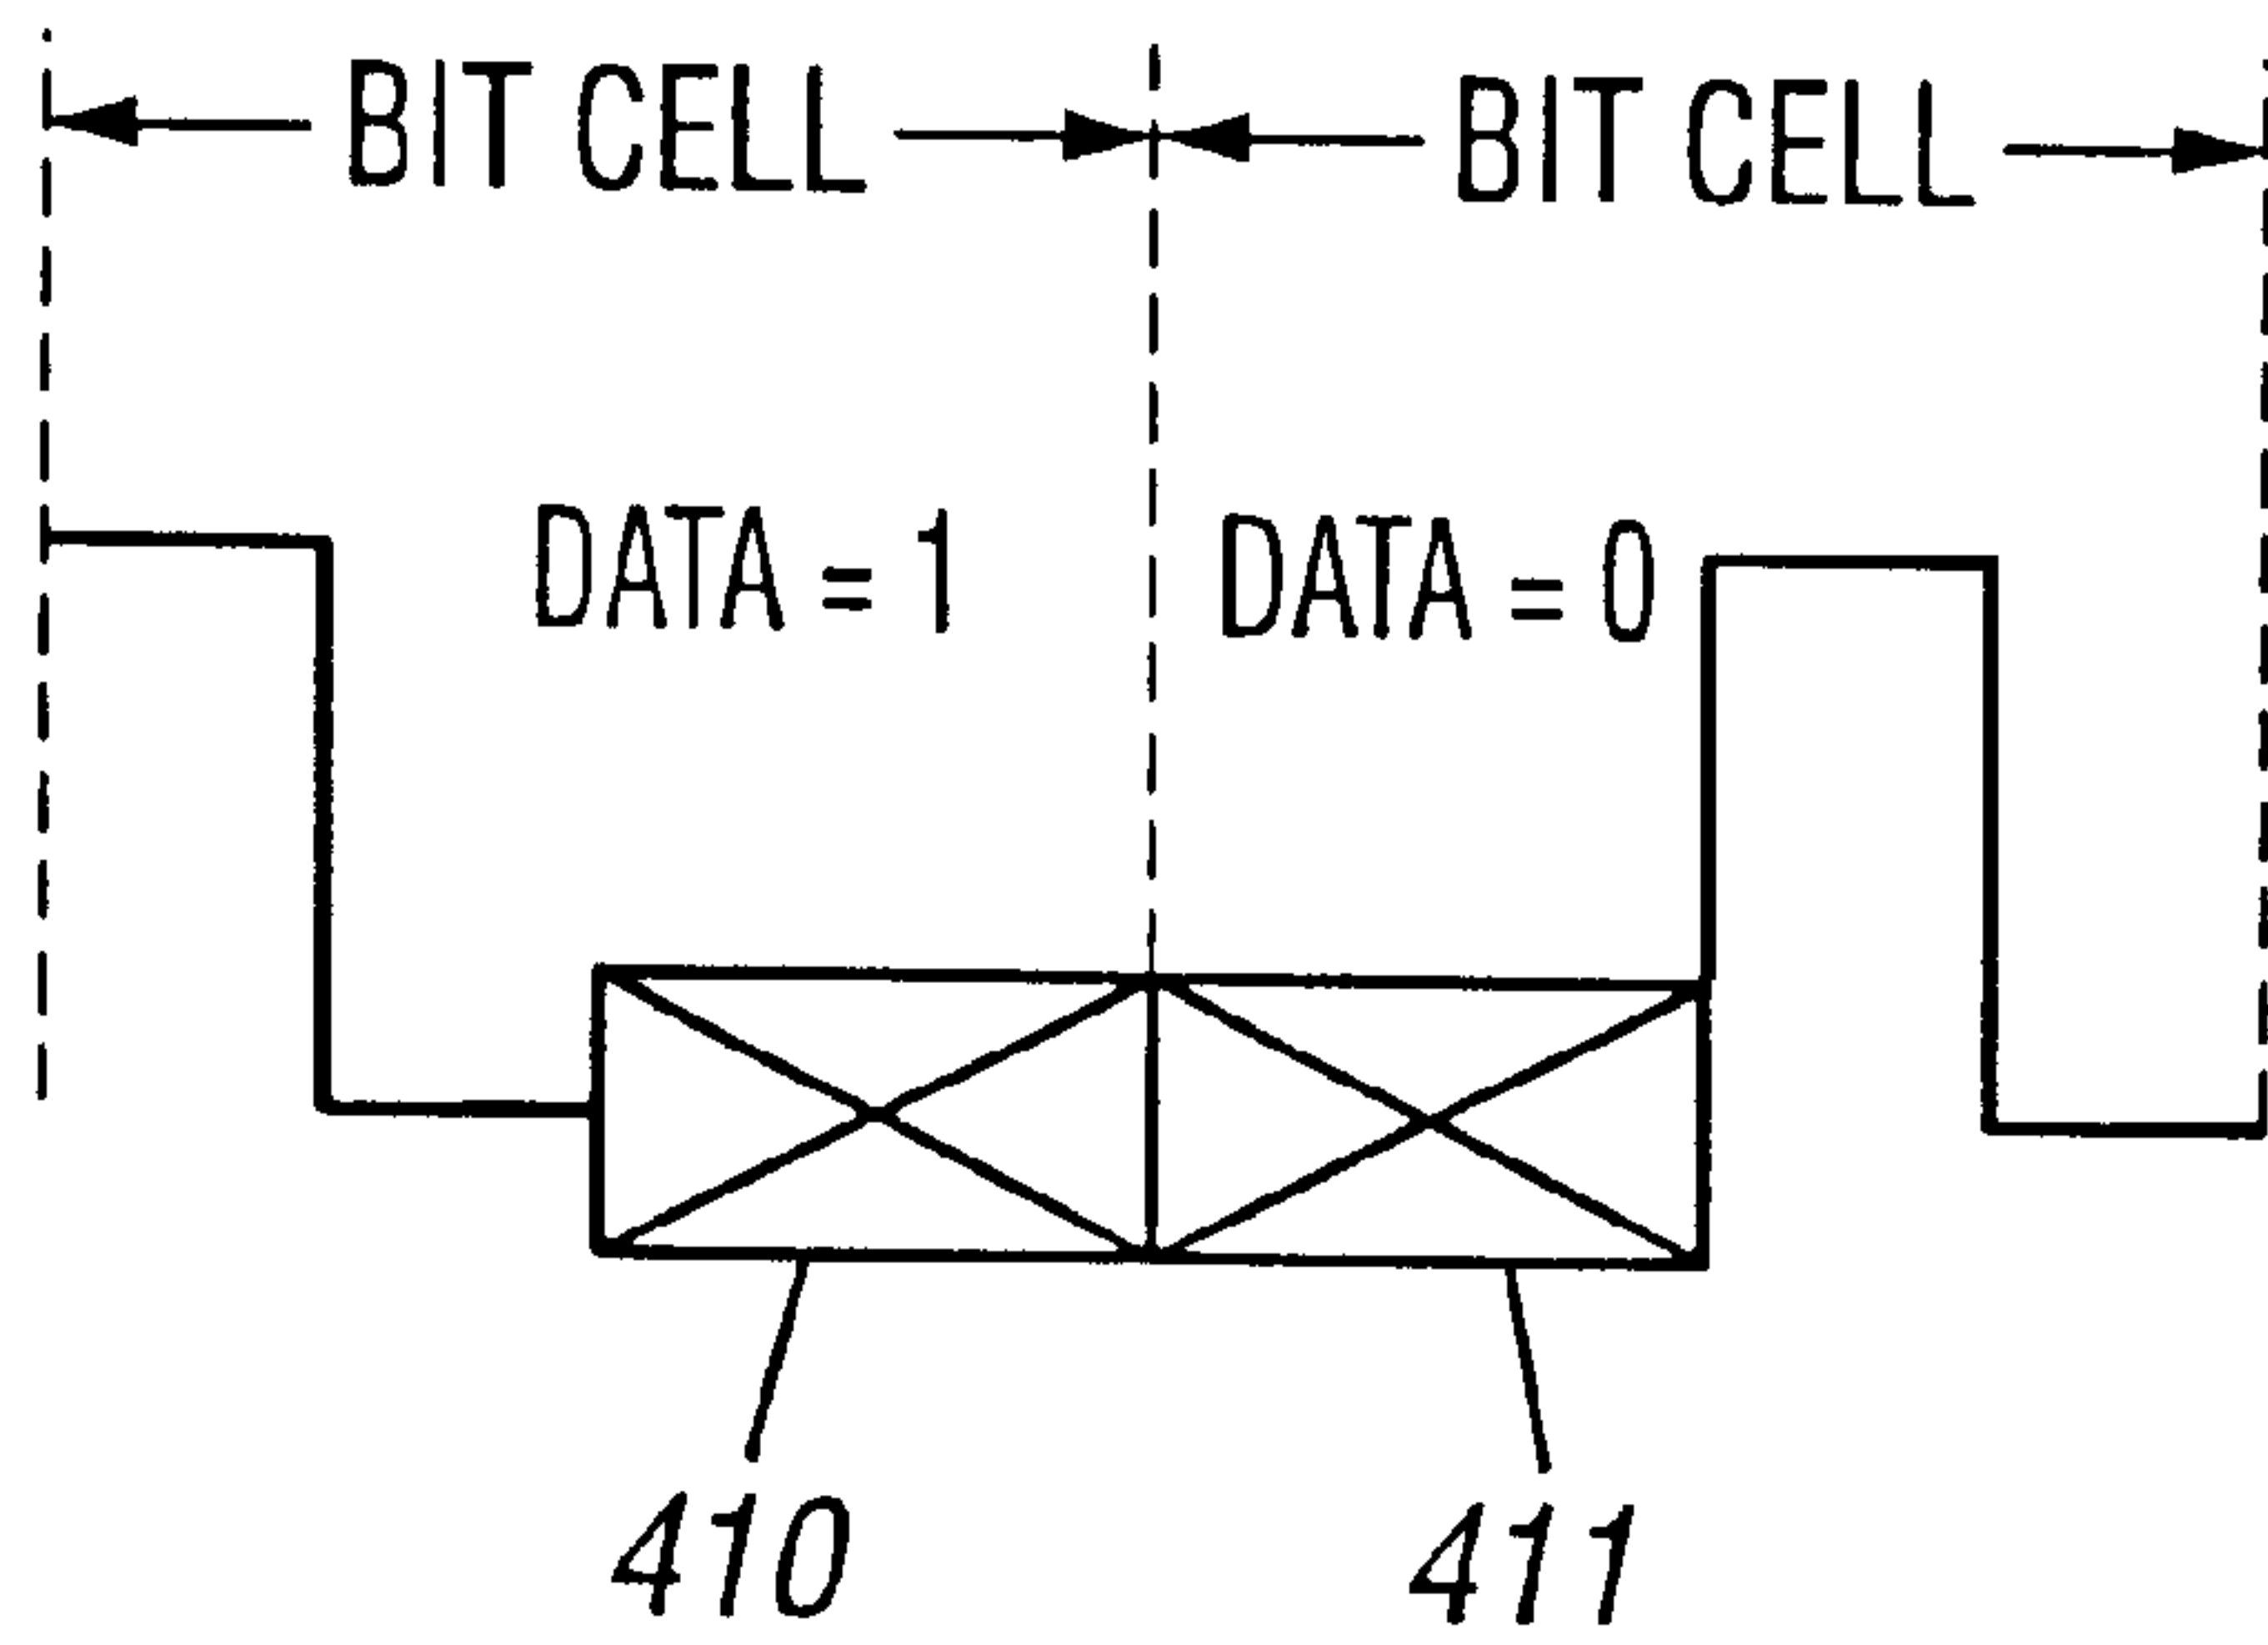 BIT CELL BIT CELL
DATA = 1 DATA = 0
410 411